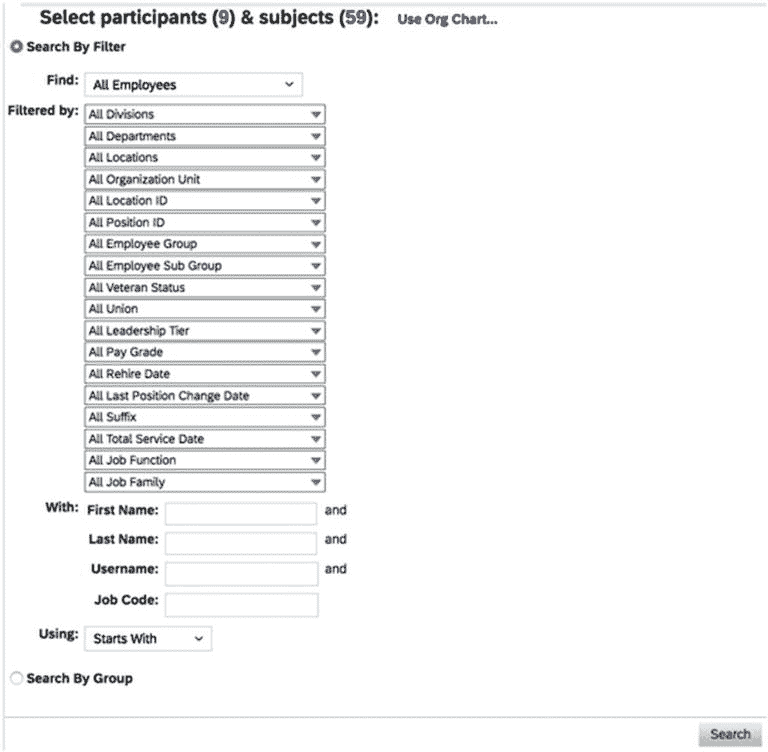 Select participants (9) & subjects (59): Use Org Chart...
Search By Filter
Find: All Employees
Filtered by: All Divisions
All Departments
All Locations
All Organization Unit
All Location ID
All Position ID
All Employee Group
All Employee Sub Group
All Veteran Status
All Union
All Leadership Tier
All Pay Grade
All Rehire Date
All Last Position Change Date
All Suffix
All Total Service Date
All Job Function
All Job Family
With: First Name: and
Last Name: and
Username: and
Job Code:
Using: Starts With
Search By Group
Search